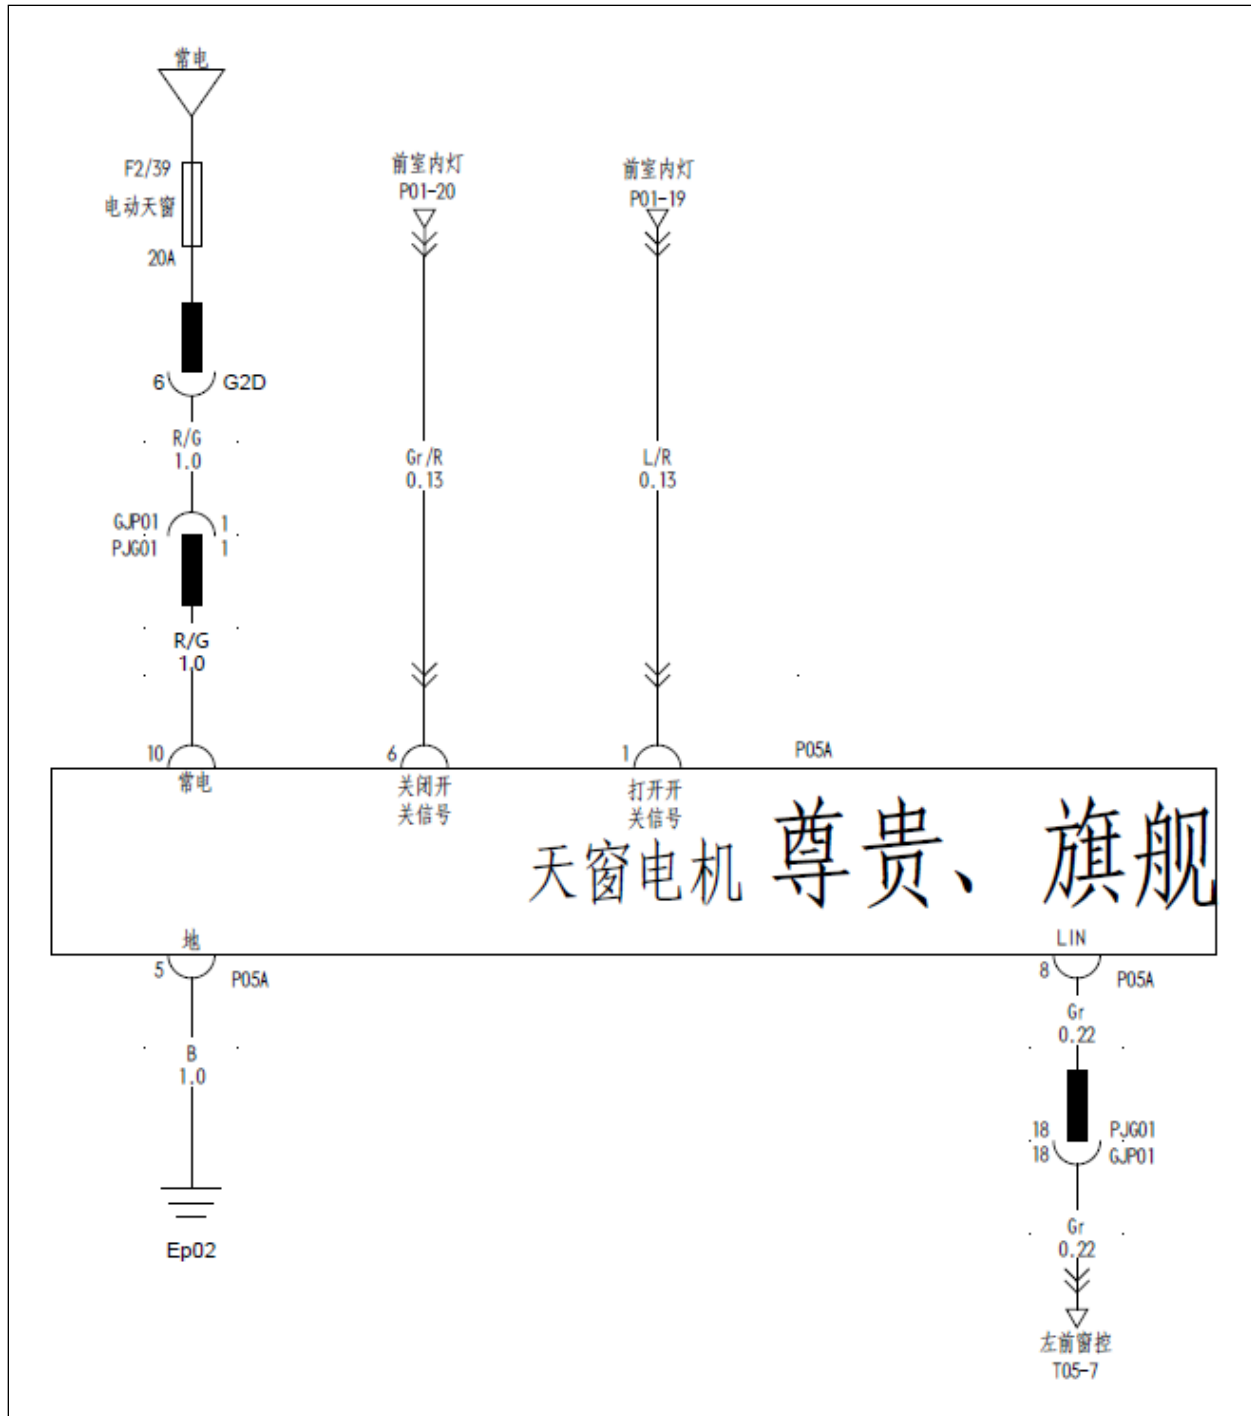 常电
F2/39
电动天窗
20A
前室内灯
P01-20
前室内灯
P01-19
6
G2D
R/G
1.0
Gr/R
0.13
L/R
0.13
GJP01
1
PJG01
1
R/G
1.0
10
6
1
P05A
常电
关闭开
关信号
打开开
关信号
天窗电机 尊贵、旗舰
地
LIN
5
P05A
8
P05A
B
1.0
Gr
0.22
18
PJG01
18
GJP01
Ep02
Gr
0.22
左前窗控
T05-7